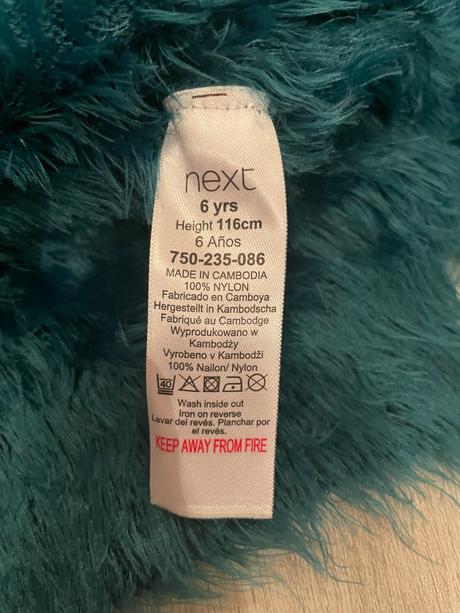 next
6 yrs
Height 116cm
6 Años
750-235-086
MADE IN CAMBODIA
100% NYLON
Fabricado en Camboya
Hergestellt in Kambodscha
Fabriqué au Cambodge
Wyprodukowano w
Kambodży
Vyrobeno v Kambodži
100% Nailon/ Nylon
40
Wash inside out
Iron on reverse
Lavar del revés. Planchar por
el revés.
KEEP AWAY FROM FIRE